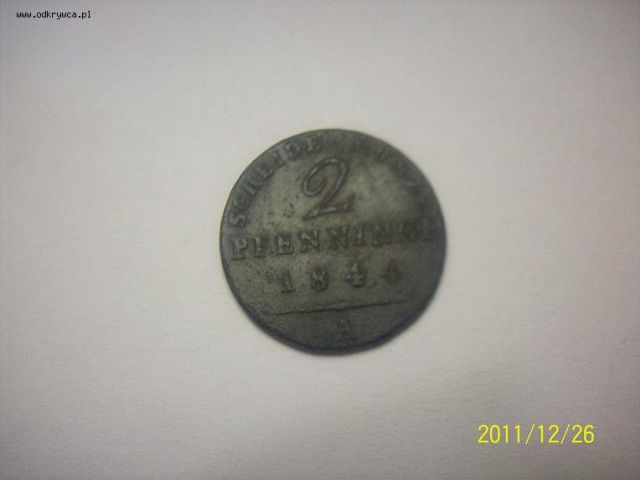 www.odkrywca.pl
SCHEIDE
2
PFENNINGE
1844
A
2011/12/26